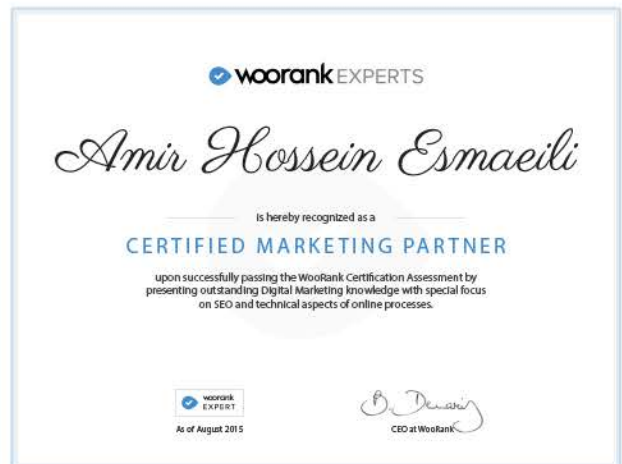 woorank EXPERTS
Amir Hossein Esmaeili
is hereby recognized as a
CERTIFIED MARKETING PARTNER
upon successfully passing the WooRank Certification Assessment by
presenting outstanding Digital Marketing knowledge with special focus
on SEO and technical aspects of online processes.
woorank
EXPERT
As of August 2015
CEO at WooRank